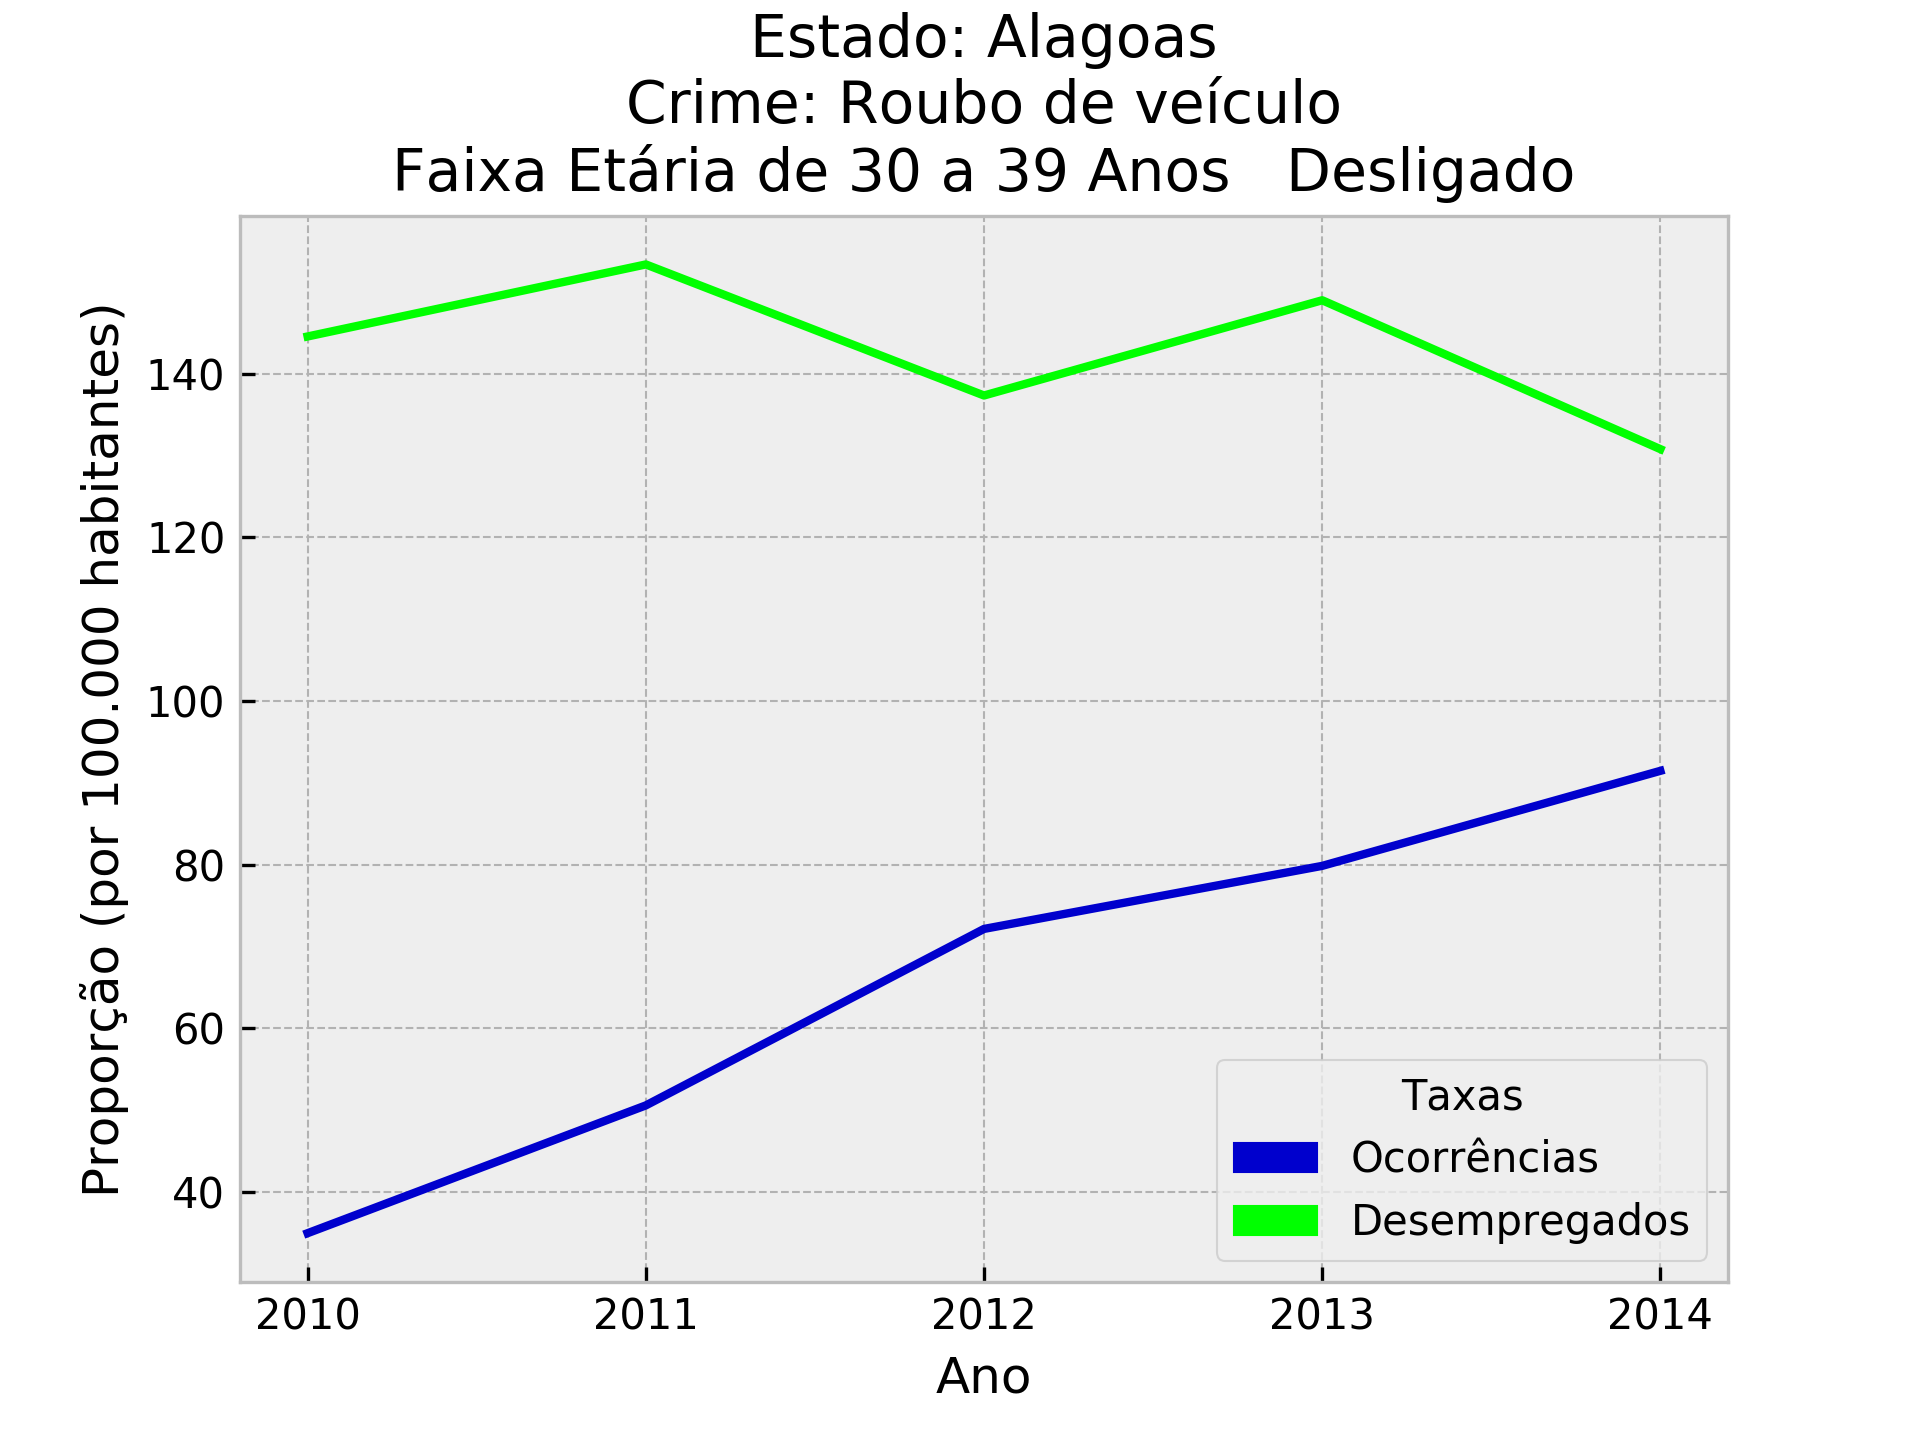 Estado: Alagoas
Crime: Roubo de veículo
Faixa Etária de 30 a 39 Anos   Desligado
Proporção (por 100.000 habitantes)
140
120
100
80
60
40
Taxas
Ocorrências
Desempregados
2010 2011 2012 2013 2014
Ano